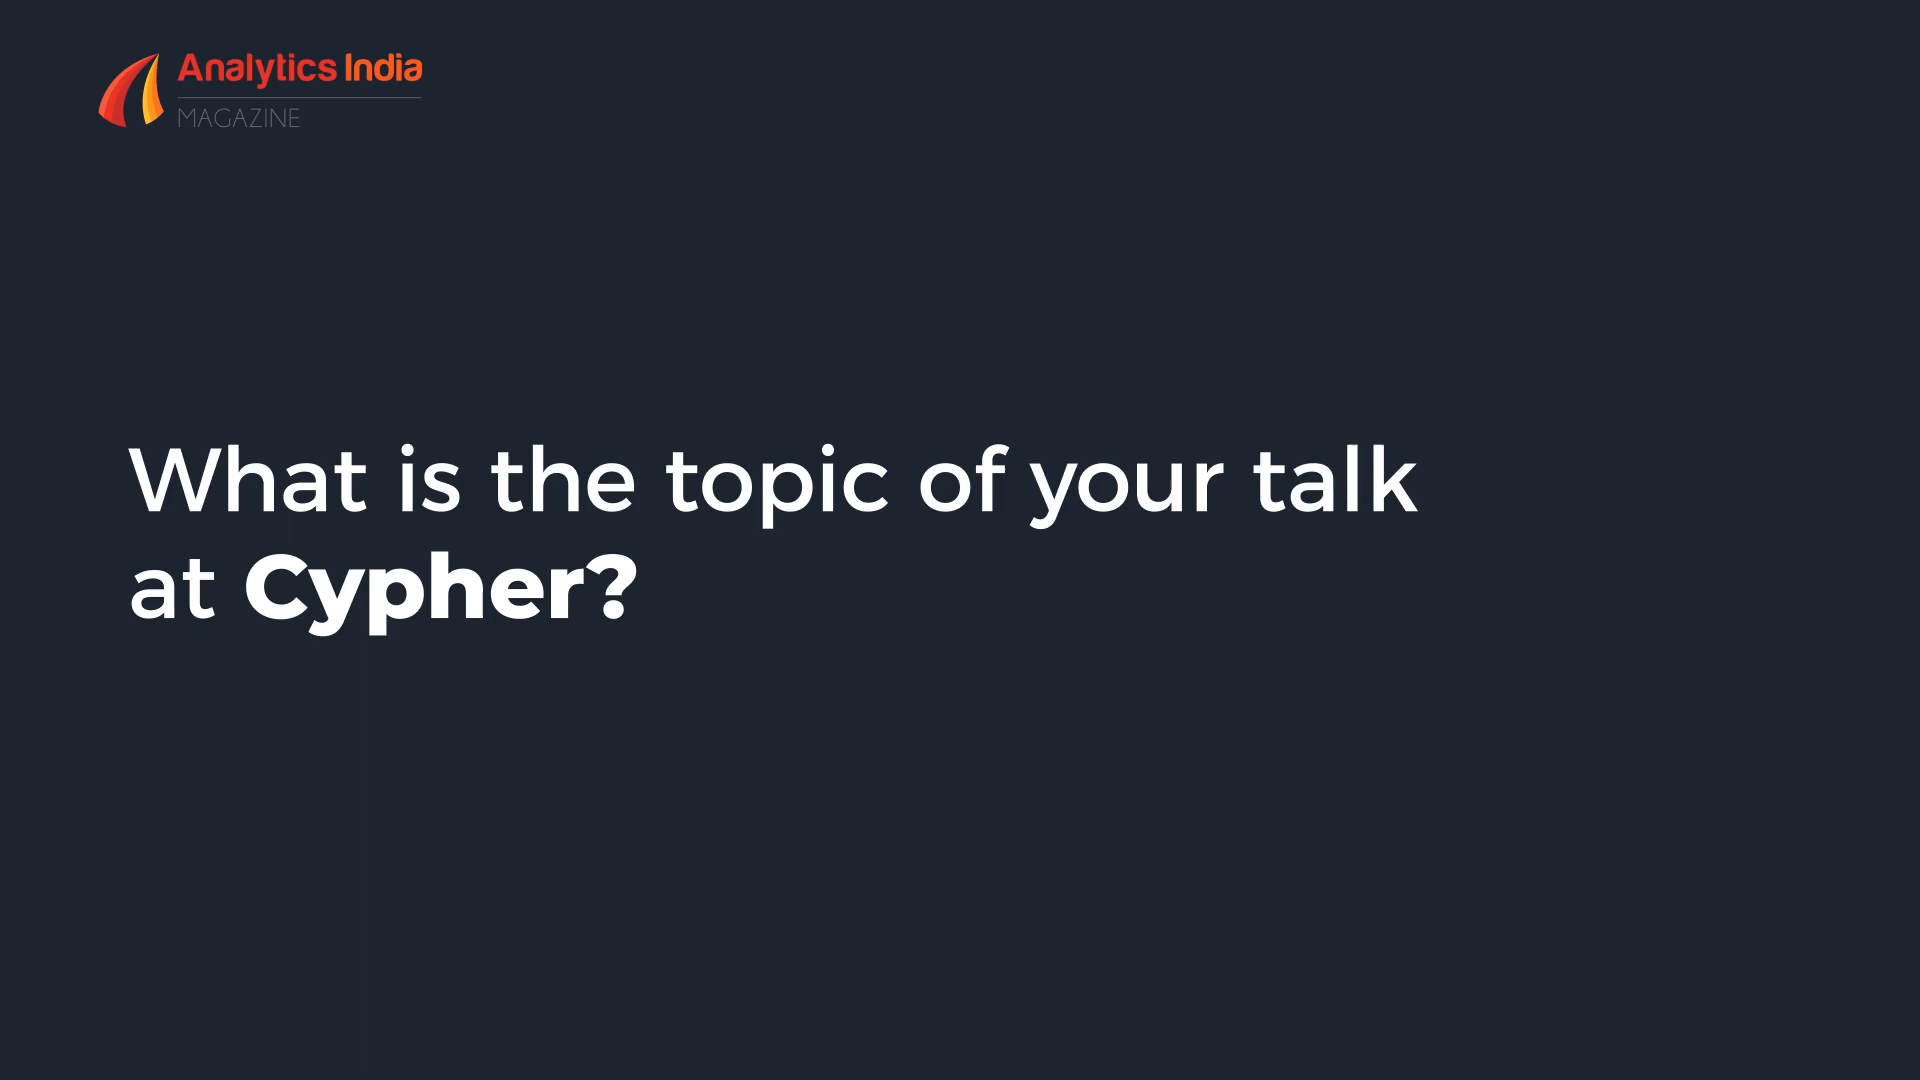 Analytics India
MAGAZINE
What is the topic of your talk
at Cypher?